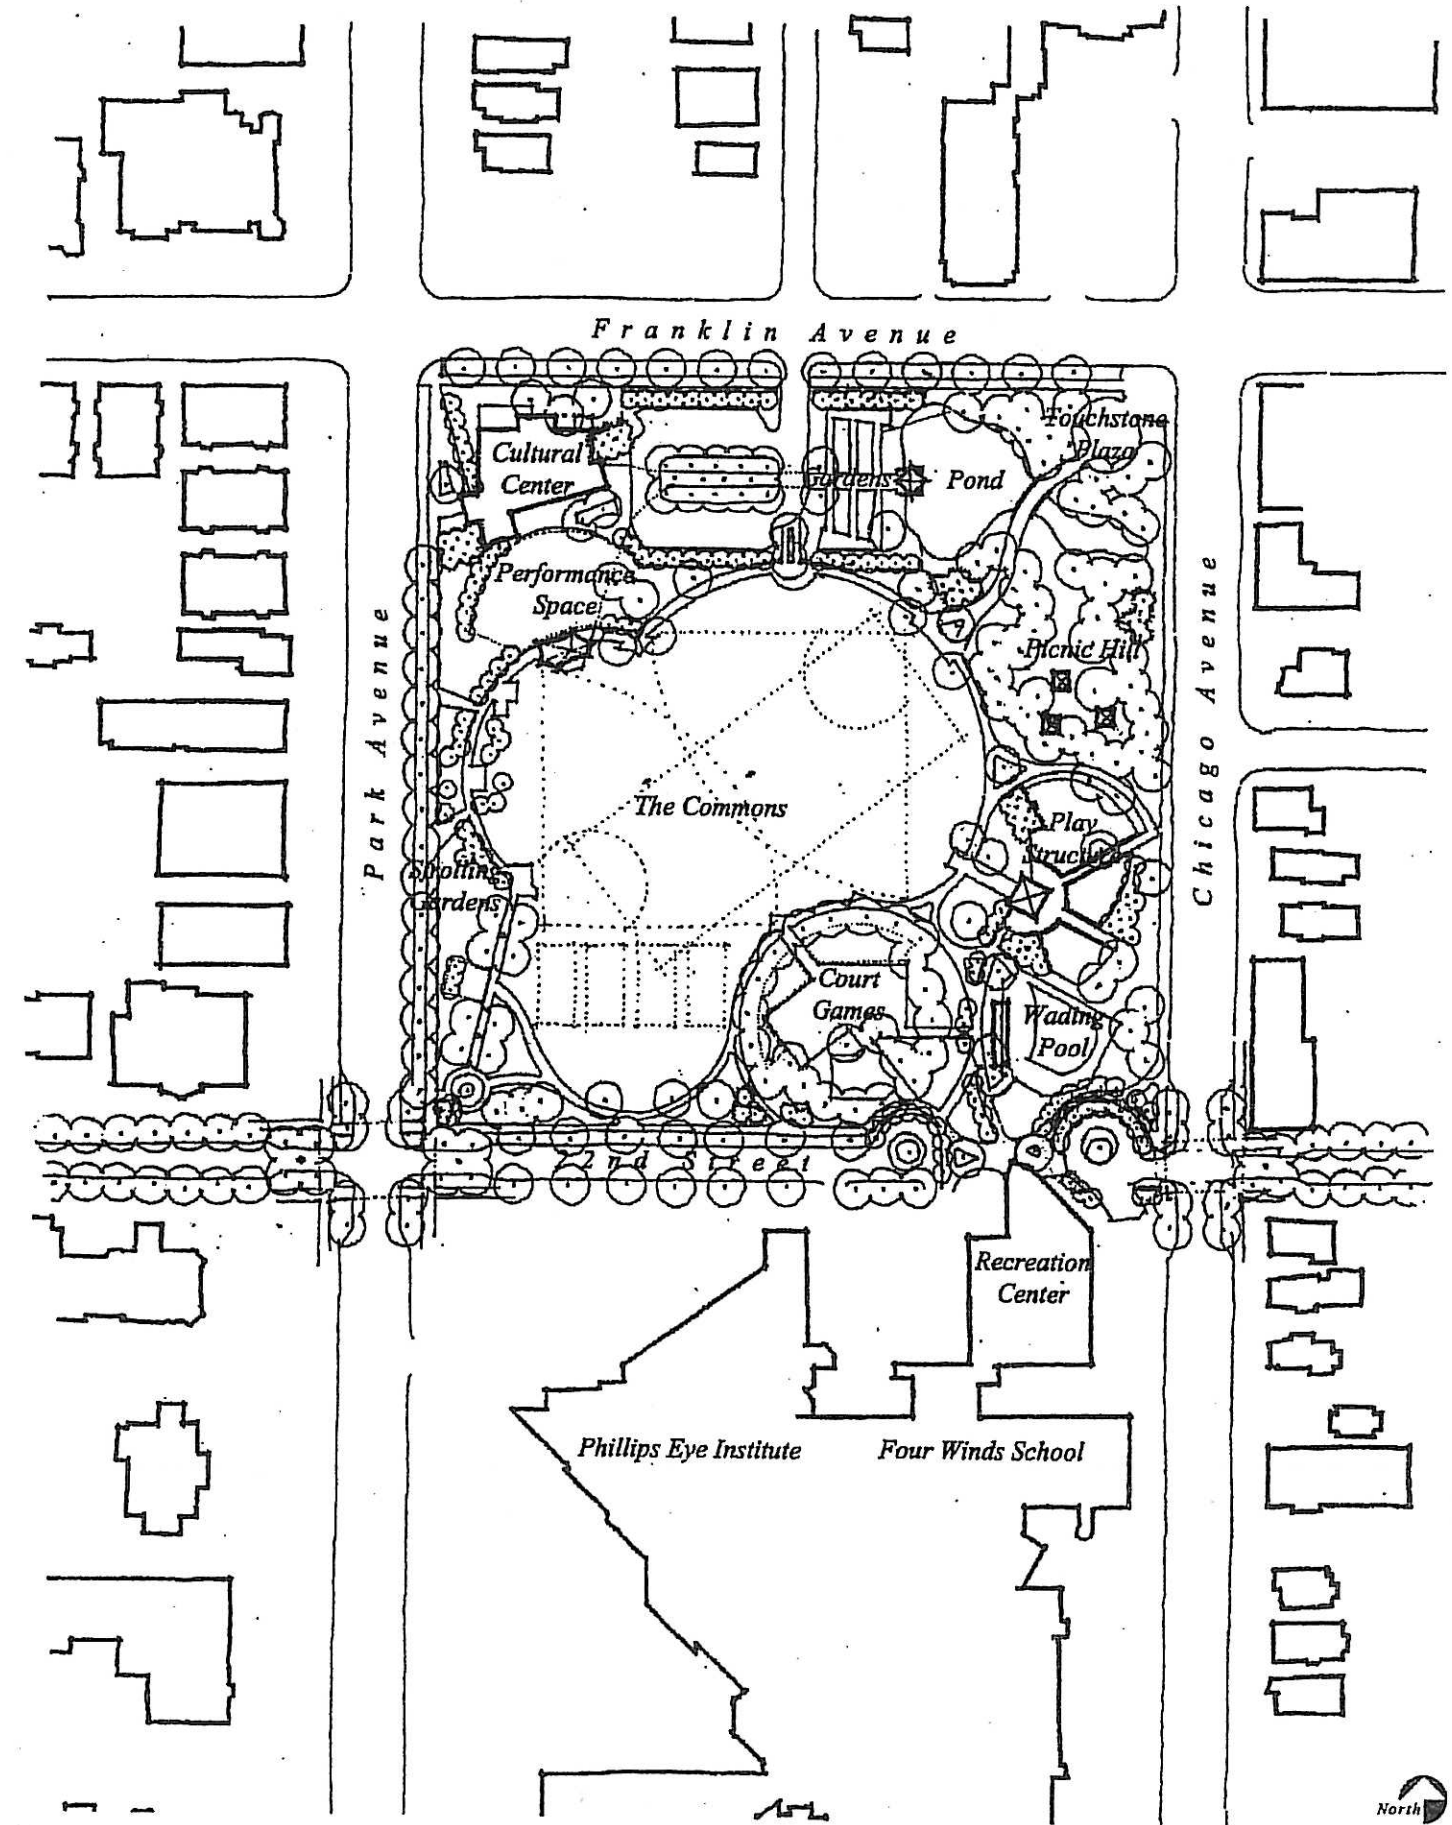 Franklin Avenue
Touchstone
Plaza
Cultural
Center
Gardens
Pond
Performance
Space
Picnic Hill
Park Avenue
Chicago Avenue
The Commons
Play
Structures
Strolling
Gardens
Court
Games
Wading
Pool
22nd Street
Recreation
Center
Phillips Eye Institute
Four Winds School
North